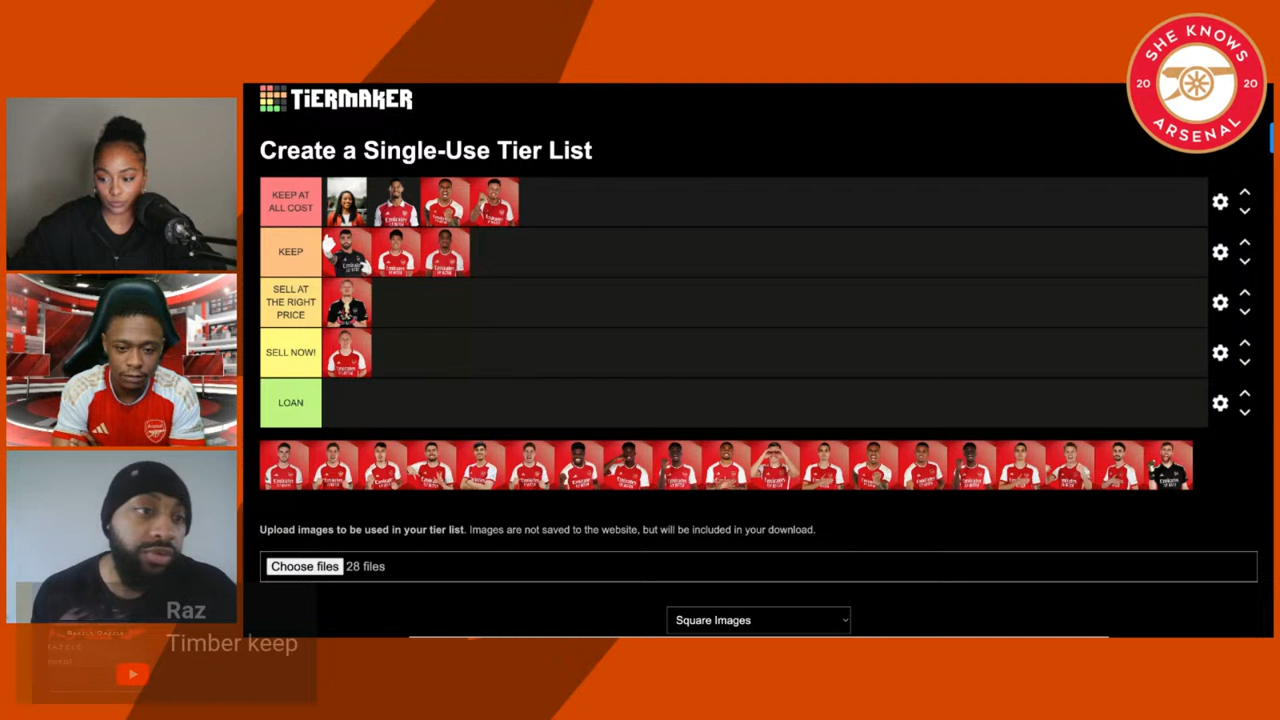 SHE KNOWS
20 20
ARSENAL
TiERMAKER
Create a Single-Use Tier List
KEEP AT
ALL COST
KEEP
SELL AT
THE RIGHT
PRICE
SELL NOW!
LOAN
Upload images to be used in your tier list. Images are not saved to the website, but will be included in your download.
Choose files 28 files
Square Images
Raz
Timber keep